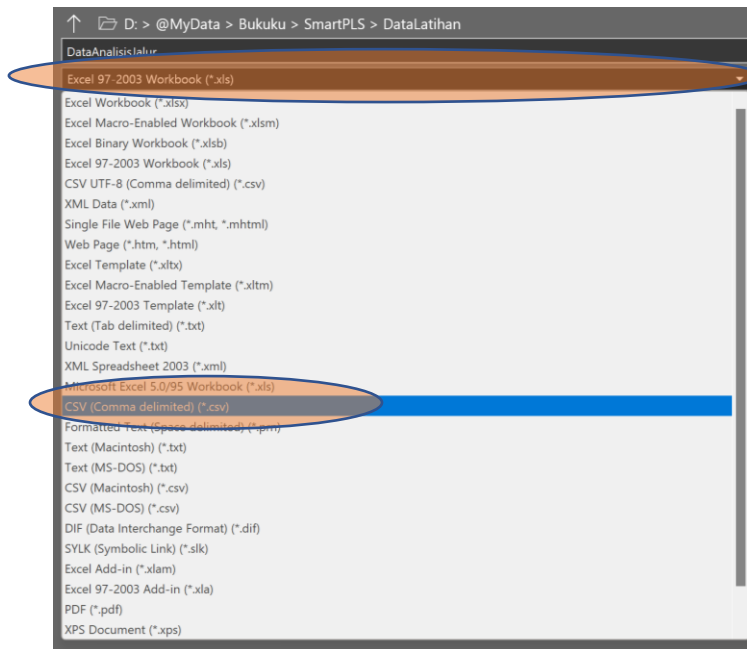 D: > @MyData > Bukuku > SmartPLS > DataLatihan
DataAnalisisJalur
Excel 97-2003 Workbook (*.xls)
Excel Workbook (*.xlsx)
Excel Macro-Enabled Workbook (*.xlsm)
Excel Binary Workbook (*.xlsb)
Excel 97-2003 Workbook (*.xls)
CSV UTF-8 (Comma delimited) (*.csv)
XML Data (*.xml)
Single File Web Page (*.mht, *.mhtml)
Web Page (*.htm, *.html)
Excel Template (*.xltx)
Excel Macro-Enabled Template (*.xltm)
Excel 97-2003 Template (*.xlt)
Text (Tab delimited) (*.txt)
Unicode Text (*.txt)
XML Spreadsheet 2003 (*.xml)
Microsoft Excel 5.0/95 Workbook (*.xls)
CSV (Comma delimited) (*.csv)
Formatted Text (Space delimited) (*.prn)
Text (Macintosh) (*.txt)
Text (MS-DOS) (*.txt)
CSV (Macintosh) (*.csv)
CSV (MS-DOS) (*.csv)
DIF (Data Interchange Format) (*.dif)
SYLK (Symbolic Link) (*.slk)
Excel Add-in (*.xlam)
Excel 97-2003 Add-in (*.xla)
PDF (*.pdf)
XPS Document (*.xps)